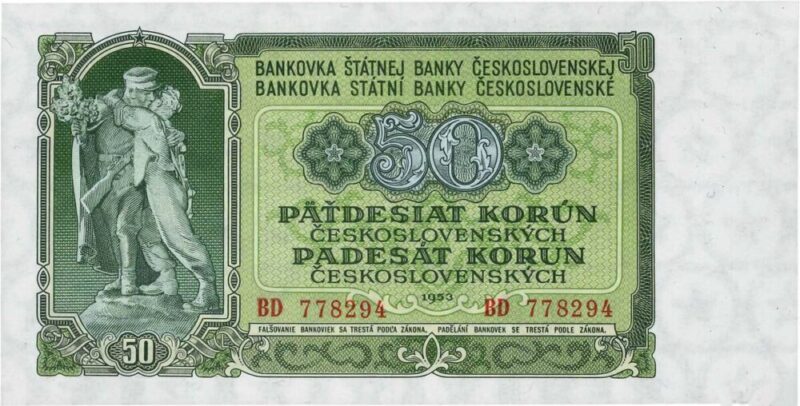 50
BANKOVKA ŠTÁTNEJ BANKY ČESKOSLOVENSKEJ
BANKOVKA STÁTNÍ BANKY ČESKOSLOVENSKÉ
50
PÄŤDESIAT KORÚN
ČESKOSLOVENSKÝCH
PADESÁT KORUN
ČESKOSLOVENSKÝCH
1953
BD 778294 BD 778294
FALŠOVANIE BANKOVIEK SA TRESTÁ PODĽA ZÁKONA. PADĚLÁNÍ BANKOVEK SE TRESTÁ PODLE ZÁKONA.
50